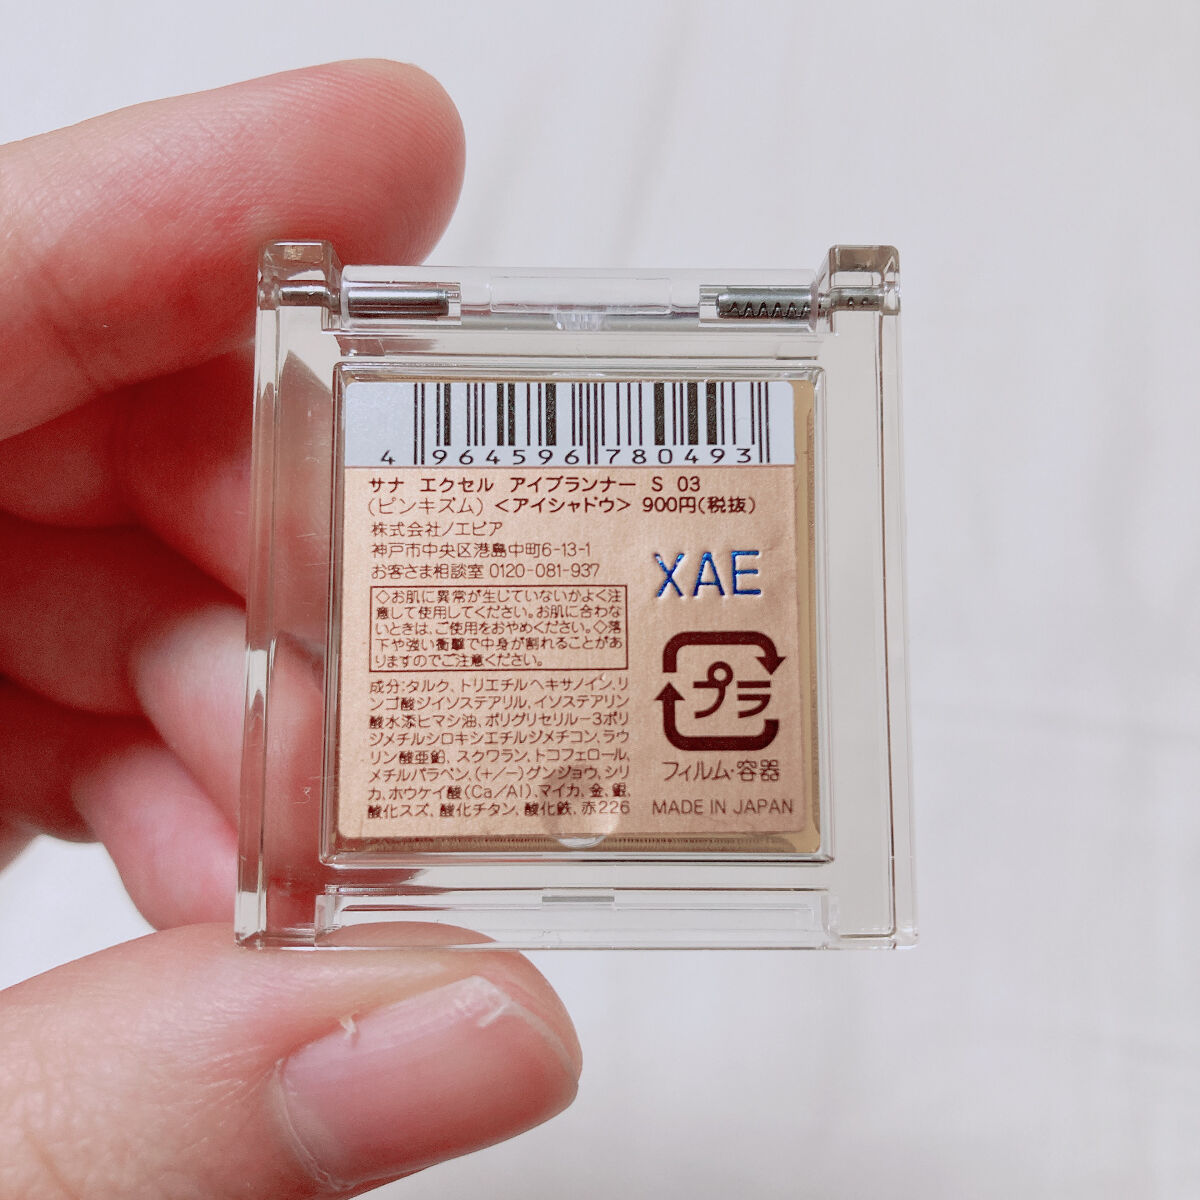 4 964596 780493
サナ エクセル アイプランナー S 03
(ピンキズム) <アイシャドウ> 900円(税抜)
株式会社ノエビア
神戸市中央区港島中町6-13-1
お客さま相談室 0120-081-937
◇お肌に異常が生じていないかよく注
意して使用してください。お肌に合わな
いときは、ご使用をおやめください。◇落
下や強い衝撃で中身が割れることがあ
りますのでご注意ください。
成分:タルク、トリエチルヘキサノイン、リ
ンゴ酸ジイソステアリル、イソステアリン
酸水添ヒマシ油、ポリグリセリル-3ポリ
ジメチルシロキシエチルジメチコン、ラウ
リン酸亜鉛、スクワラン、トコフェロール、
メチルパラベン、(+/-)グンジョウ、シリ
カ、ホウケイ酸(Ca/Al)、マイカ、金、銀、
酸化スズ、酸化チタン、酸化鉄、赤226
XAE
プラ
フィルム・容器
MADE IN JAPAN